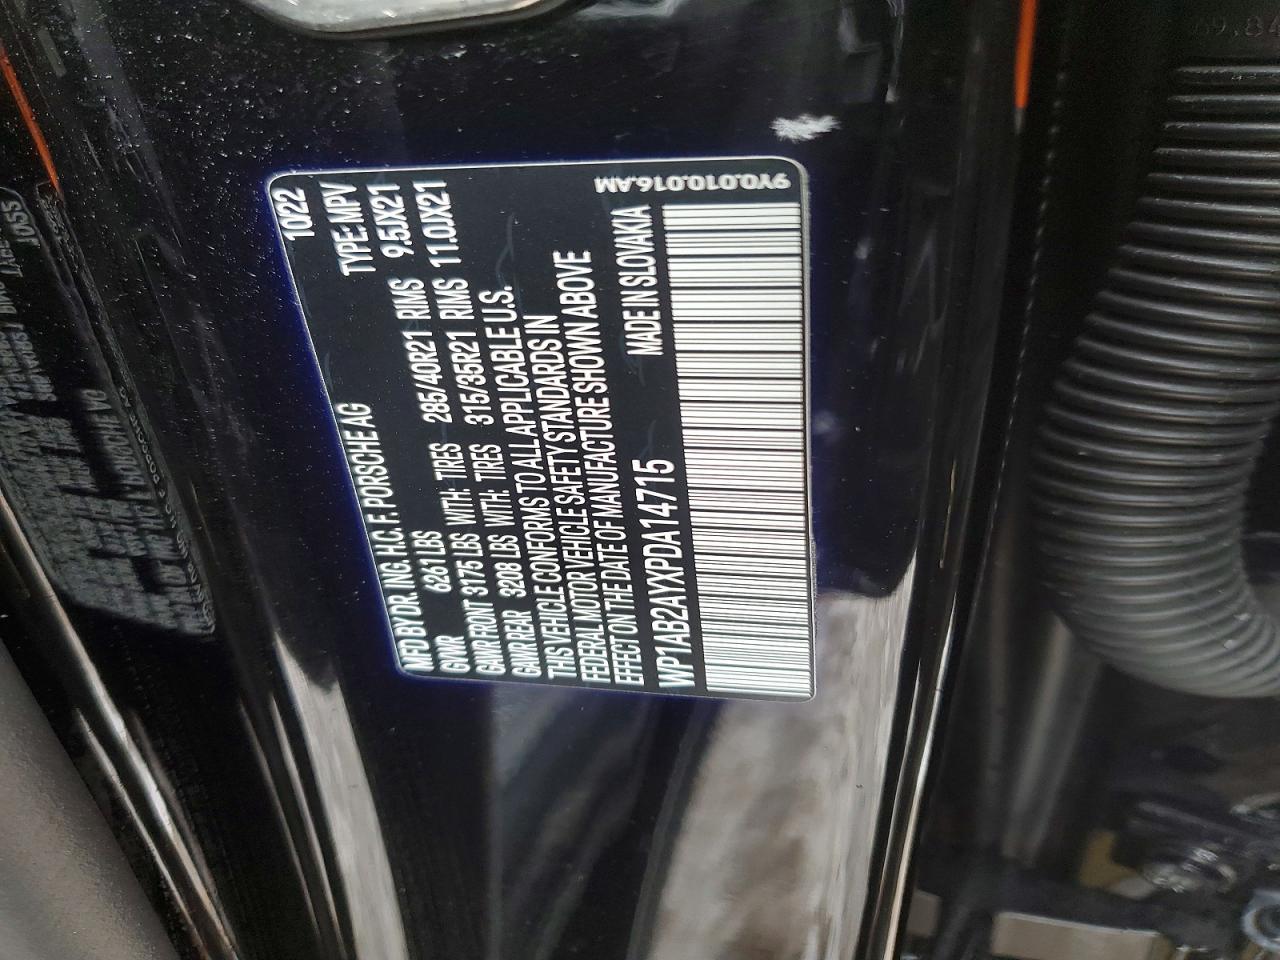 MFD BY DR. ING. H.C. F. PORSCHE AG 10/22
GVWR 6261 LBS TYPE: MPV
GAWR FRONT 3175 LBS WITH: TIRES 285/40R21 RIMS 9.5JX21
GAWR REAR 3208 LBS WITH: TIRES 315/35R21 RIMS 11.0JX21
THIS VEHICLE CONFORMS TO ALL APPLICABLE U.S.
FEDERAL MOTOR VEHICLE SAFETY STANDARDS IN
EFFECT ON THE DATE OF MANUFACTURE SHOWN ABOVE
WP1AB2AYXPDA14715 MADE IN SLOVAKIA
9Y0.010.016.AM